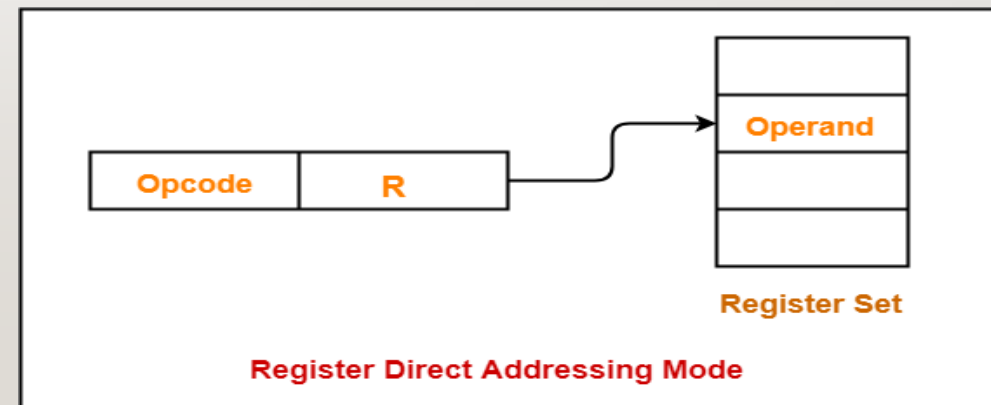 Opcode
R
Operand
Register Set
Register Direct Addressing Mode